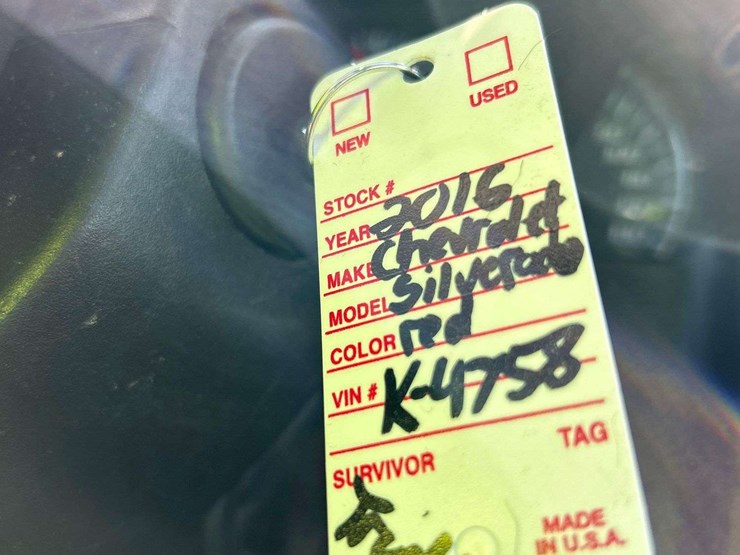 NEW USED
STOCK #
YEAR 2016
MAKE Chevrolet
MODEL Silverado
COLOR red
VIN # K-4758
TAG
SURVIVOR
MADE
IN U.S.A.